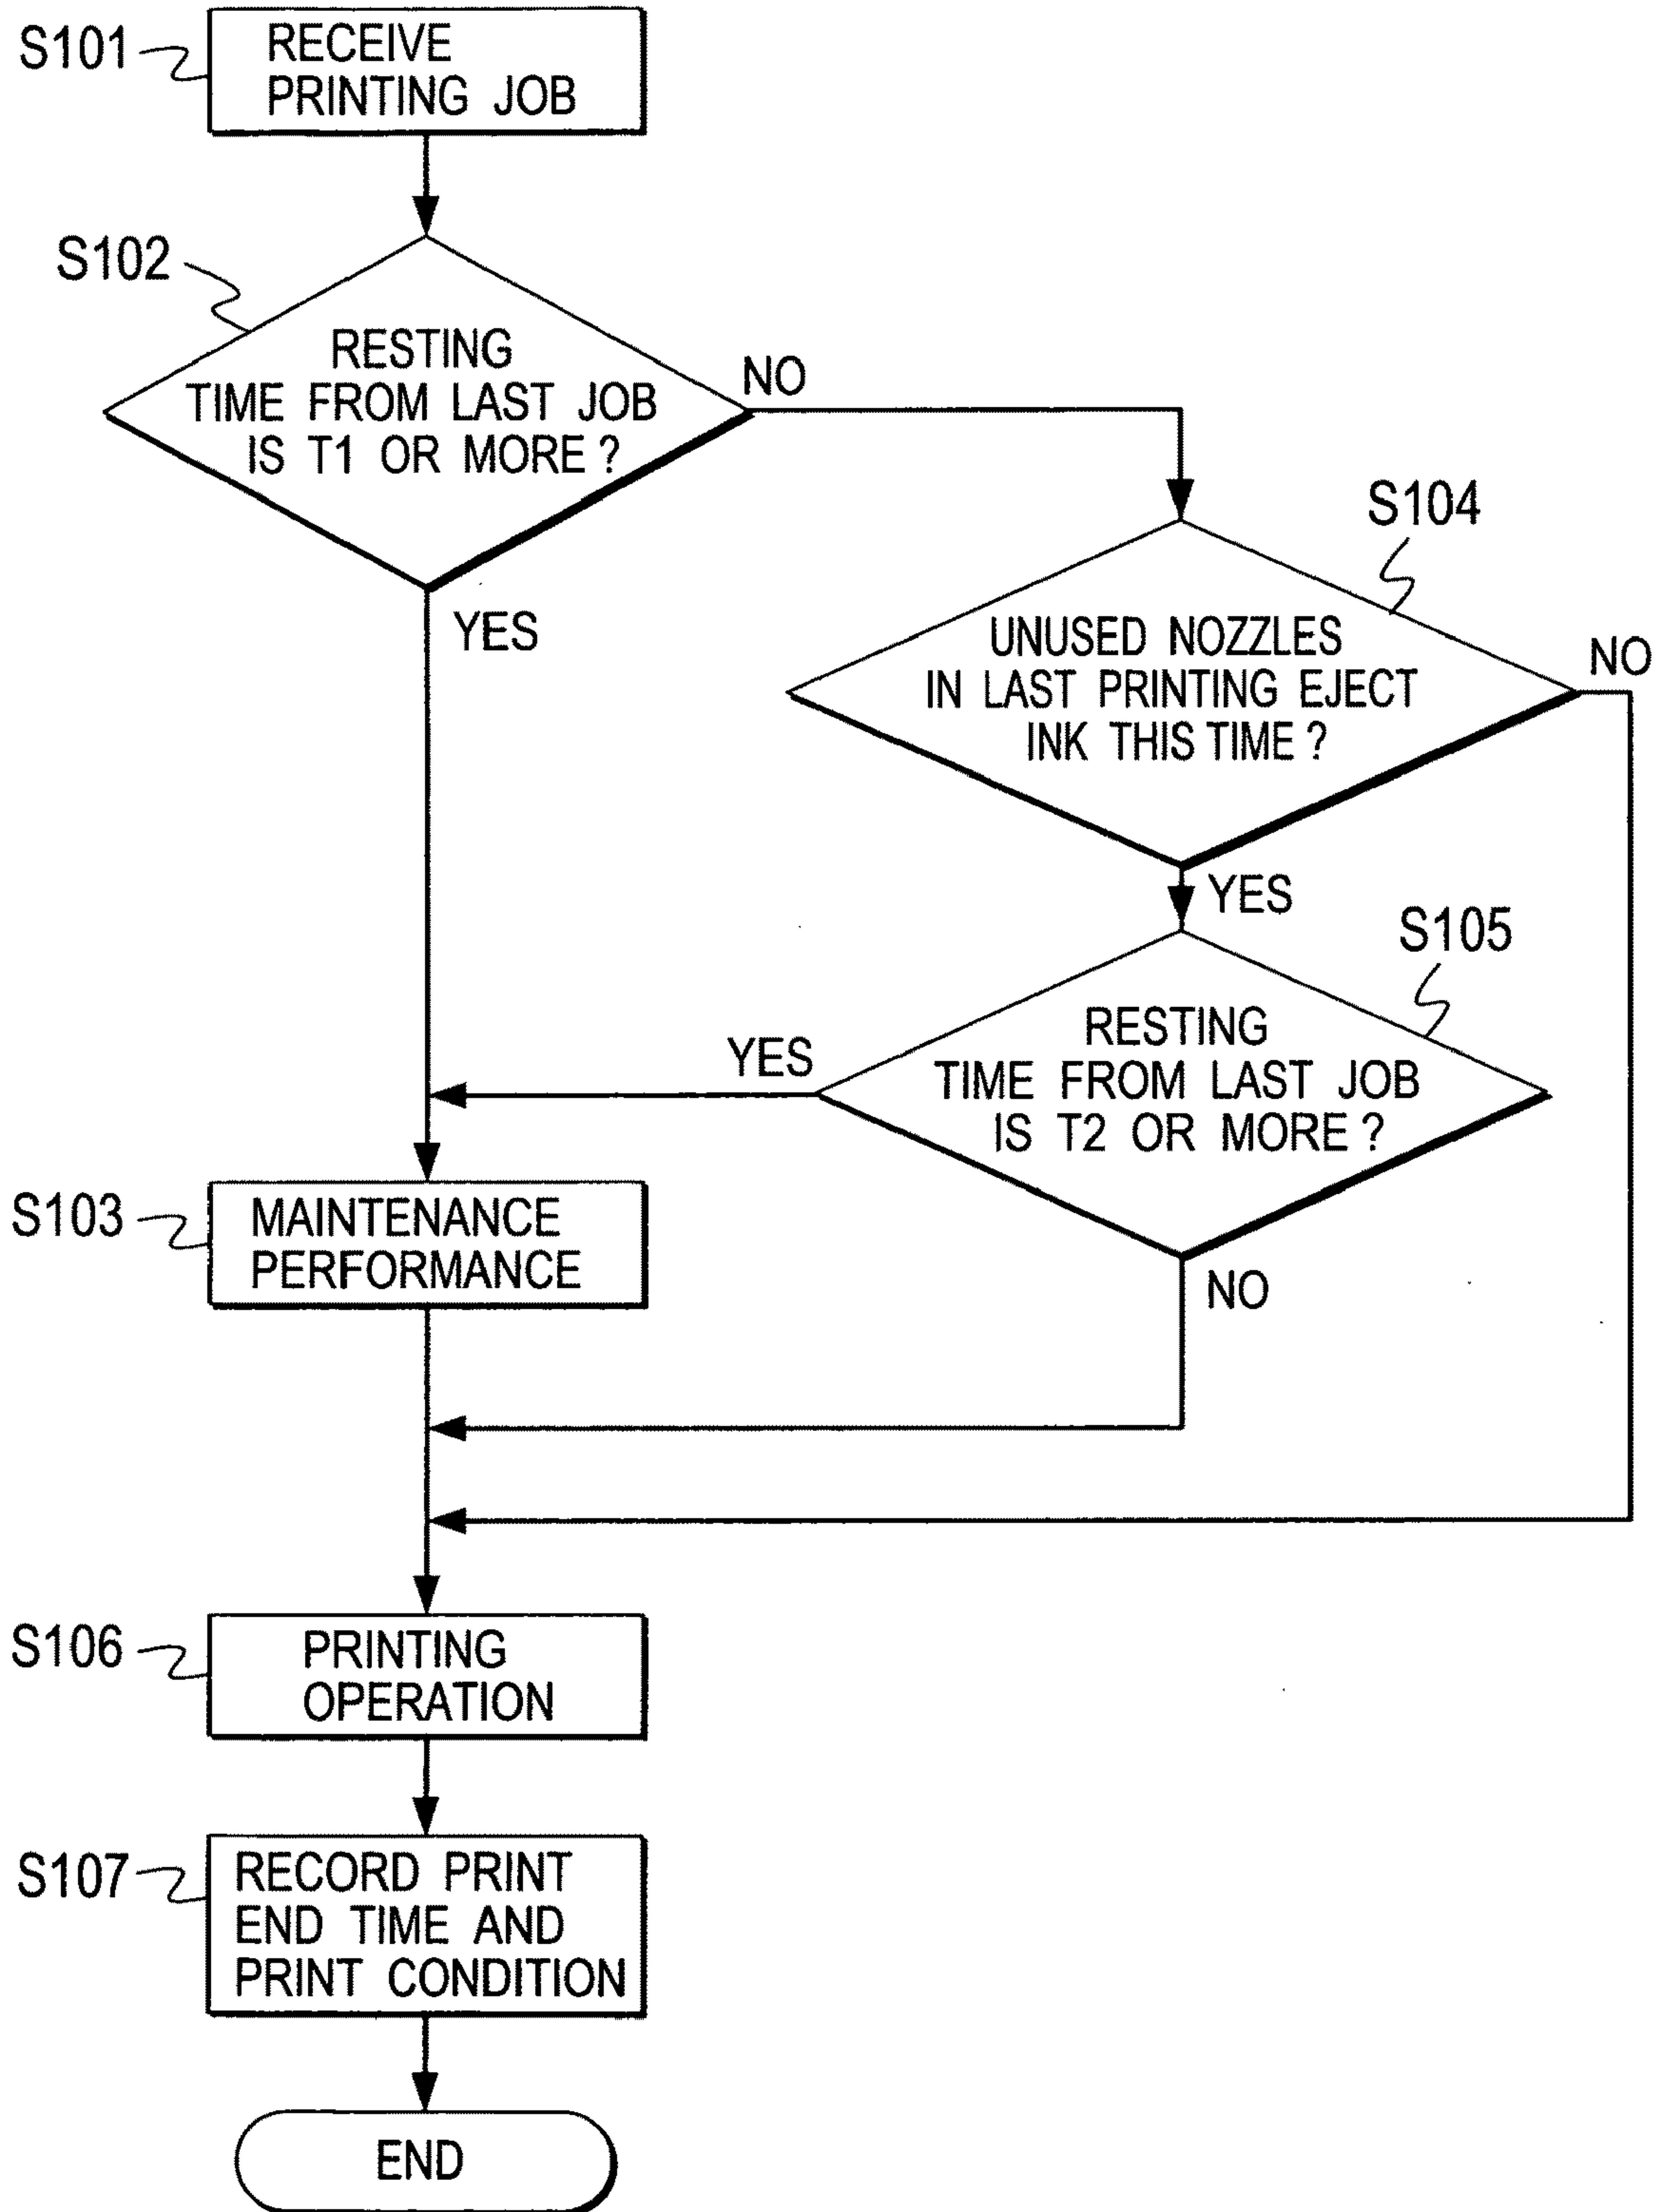 S101
RECEIVE
PRINTING JOB
S102
RESTING
TIME FROM LAST JOB
IS T1 OR MORE?
NO
YES
S104
UNUSED NOZZLES
IN LAST PRINTING EJECT
INK THIS TIME?
NO
YES
S105
RESTING
TIME FROM LAST JOB
IS T2 OR MORE?
YES
NO
S103
MAINTENANCE
PERFORMANCE
S106
PRINTING
OPERATION
S107
RECORD PRINT
END TIME AND
PRINT CONDITION
END